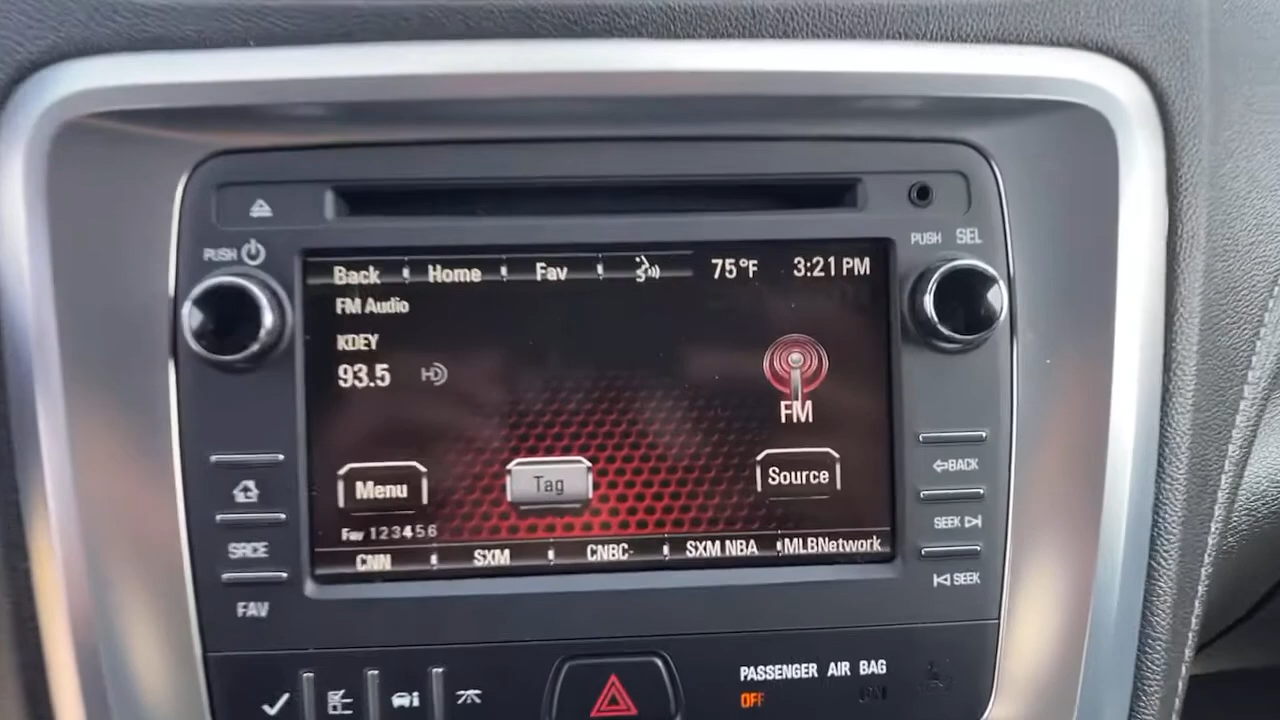 PUSH
PUSH SEL
Back Home Fav 75°F 3:21 PM
FM Audio
KDEY
93.5 HD
FM
Menu Tag Source
Fav 1 2 3 4 5 6
CNN SXM CNBC- SXM NBA MLBNetwork
BACK
SEEK
SEEK
SRCE
FAV
PASSENGER AIR BAG
OFF ON